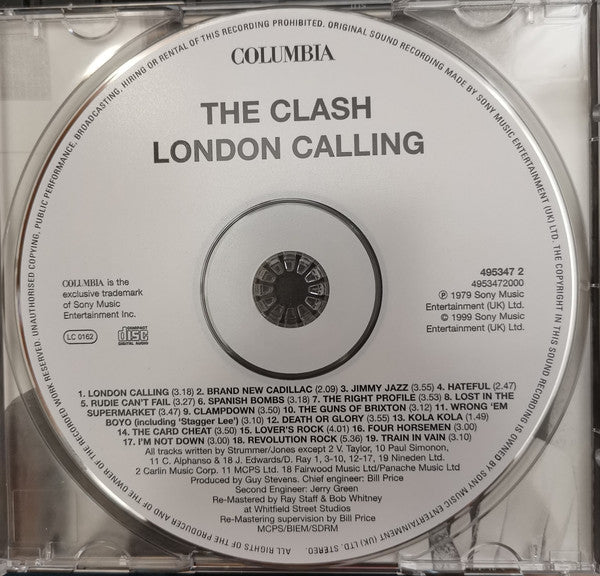 COLUMBIA
THE CLASH
LONDON CALLING
COLUMBIA is the
exclusive trademark
of Sony Music
Entertainment Inc.
LC 0162
COMPACT
disc
DIGITAL AUDIO
495347 2
4953472000
℗ 1979 Sony Music
Entertainment (UK) Ltd.
© 1999 Sony Music
Entertainment (UK) Ltd.
1. LONDON CALLING (3.18) 2. BRAND NEW CADILLAC (2.09) 3. JIMMY JAZZ (3.55) 4. HATEFUL (2.47)
5. RUDIE CAN'T FAIL (3.27) 6. SPANISH BOMBS (3.18) 7. THE RIGHT PROFILE (3.53) 8. LOST IN THE
SUPERMARKET (3.47) 9. CLAMPDOWN (3.50) 10. THE GUNS OF BRIXTON (3.12) 11. WRONG 'EM
BOYO (including 'Stagger Lee') (3.10) 12. DEATH OR GLORY (3.55) 13. KOLA KOLA (1.49)
14. THE CARD CHEAT (3.50) 15. LOVER'S ROCK (4.01) 16. FOUR HORSEMEN (3.00)
17. I'M NOT DOWN (3.00) 18. REVOLUTION ROCK (5.36) 19. TRAIN IN VAIN (3.10)
All tracks written by Strummer/Jones except 2 V. Taylor, 10 Paul Simonon,
11 C. Alphanso & 18 J. Edwards/D. Ray 1, 3-10, 12-17, 19 Nineden Ltd.
2 Carlin Music Corp. 11 MCPS Ltd. 18 Fairwood Music Ltd/Panache Music Ltd
Produced by Guy Stevens. Chief engineer: Bill Price
Second Engineer: Jerry Green
Re-Mastered by Ray Staff & Bob Whitney
at Whitfield Street Studios
Re-Mastering supervision by Bill Price
MCPS/BIEM/SDRM
ALL RIGHTS OF THE PRODUCER AND OF THE OWNER OF THE RECORDED WORK RESERVED. UNAUTHORISED COPYING, PUBLIC PERFORMANCE, BROADCASTING, HIRING OR RENTAL OF THIS RECORDING PROHIBITED. ORIGINAL SOUND RECORDING MADE BY SONY MUSIC ENTERTAINMENT (UK) LTD. THE COPYRIGHT IN THIS SOUND RECORDING IS OWNED BY SONY MUSIC ENTERTAINMENT (UK) LTD. STEREO